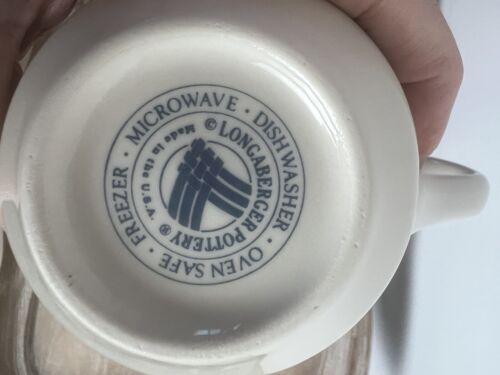 MICROWAVE · DISHWASHER · OVEN SAFE · FREEZER ·
© LONGABERGER POTTERY ®
Made in the U.S.A.